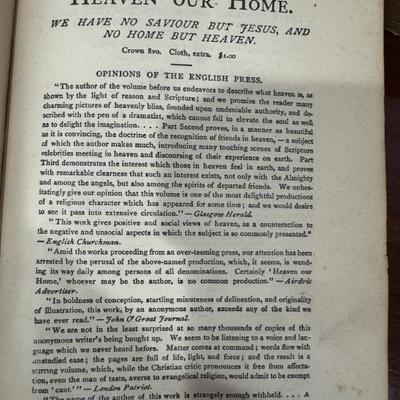 HEAVEN OUR HOME.
WE HAVE NO SAVIOUR BUT JESUS, AND
NO HOME BUT HEAVEN.
Crown 8vo. Cloth, extra. $1.00
OPINIONS OF THE ENGLISH PRESS.
"The author of the volume before us endeavors to describe what heaven is, as
shown by the light of reason and Scripture; and we promise the reader many
charming pictures of heavenly bliss, founded upon undeniable authority, and de-
scribed with the pen of a dramatist, which cannot fail to elevate the soul as well
as to delight the imagination. . . . Part Second proves, in a manner as beautiful
as it is convincing, the doctrine of the recognition of friends in heaven, — a subject
of which the author makes much, introducing many touching scenes of Scripture
celebrities meeting in heaven and discoursing of their experience on earth. Part
Third demonstrates the interest which those in heaven feel in earth, and proves
with remarkable clearness that such an interest exists, not only with the Almighty
and among the angels, but also among the spirits of departed friends. We unhes-
itatingly give our opinion that this volume is one of the most delightful productions
of a religious character which has appeared for some time; and we would desire
to see it pass into extensive circulation." — Glasgow Herald.
"This work gives positive and social views of heaven, as a counteraction to
the negative and unsocial aspects in which the subject is so commonly presented."
— English Churchman.
"Amid the works proceeding from an over-teeming press, our attention has been
arrested by the perusal of the above-named production, which, it seems, is wend-
ing its way daily among persons of all denominations. Certainly 'Heaven our
Home,' whoever may be the author, is no common production." — Airdrie
Advertiser.
"In boldness of conception, startling minuteness of delineation, and originality
of illustration, this work, by an anonymous author, exceeds any of the kind we
have ever read." — John O'Groat Journal.
"We are not in the least surprised at so many thousands of copies of this
anonymous writer's being bought up. We seem to be listening to a voice and lan-
guage which we never heard before. Matter comes at command; words flow with
unstudied ease; the pages are full of life, light, and force; and the result is a
stirring volume, which, while the Christian critic pronounces it free from affecta-
tion, even the man of taste, averse to evangelical religion, would admit to be exempt
from 'cant.'" — London Patriot.
"The name of the author of this work is strangely enough withheld. . . . A